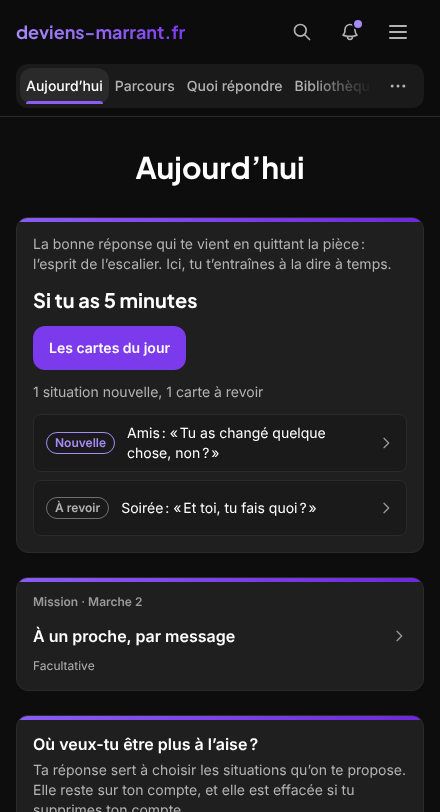 deviens-marrant.fr
Aujourd’hui Parcours Quoi répondre Bibliothèqu
Aujourd’hui
La bonne réponse qui te vient en quittant la pièce :
l’esprit de l’escalier. Ici, tu t’entraînes à la dire à temps.
Si tu as 5 minutes
Les cartes du jour
1 situation nouvelle, 1 carte à revoir
Nouvelle
Amis : « Tu as changé quelque
chose, non ? »
À revoir
Soirée : « Et toi, tu fais quoi ? »
Mission · Marche 2
À un proche, par message
Facultative
Où veux-tu être plus à l’aise ?
Ta réponse sert à choisir les situations qu’on te propose.
Elle reste sur ton compte, et elle est effacée si tu
supprimes ton compte.